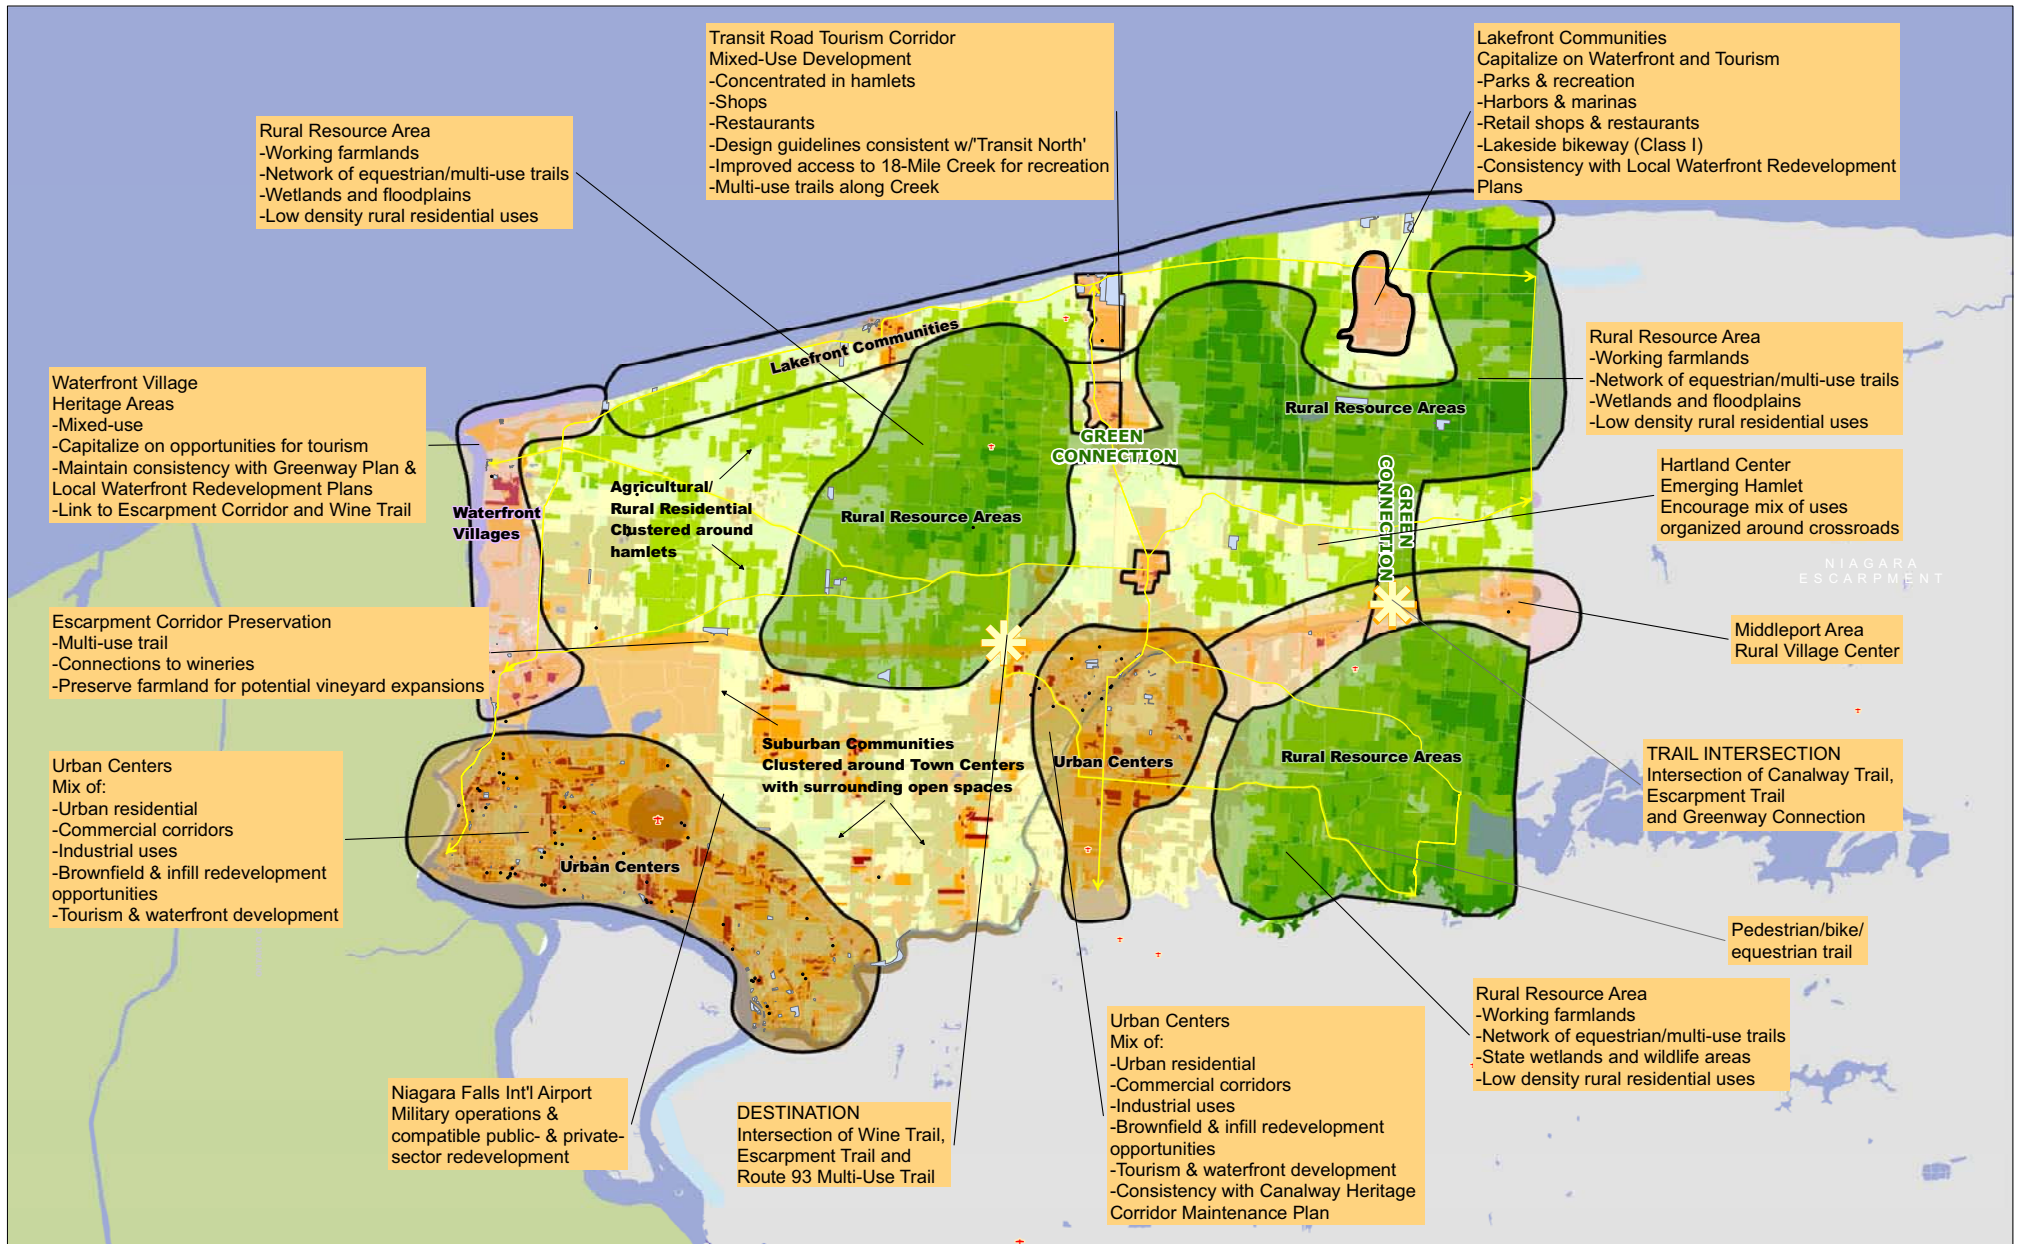 Transit Road Tourism Corridor
Mixed-Use Development
-Concentrated in hamlets
-Shops
-Restaurants
-Design guidelines consistent w/'Transit North'
-Improved access to 18-Mile Creek for recreation
-Multi-use trails along Creek
Lakefront Communities
Capitalize on Waterfront and Tourism
-Parks & recreation
-Harbors & marinas
-Retail shops & restaurants
-Lakeside bikeway (Class I)
-Consistency with Local Waterfront Redevelopment
Plans
Rural Resource Area
-Working farmlands
-Network of equestrian/multi-use trails
-Wetlands and floodplains
-Low density rural residential uses
Lakefront Communities
Rural Resource Area
-Working farmlands
-Network of equestrian/multi-use trails
-Wetlands and floodplains
-Low density rural residential uses
Waterfront Village
Heritage Areas
-Mixed-use
-Capitalize on opportunities for tourism
-Maintain consistency with Greenway Plan &
Local Waterfront Redevelopment Plans
-Link to Escarpment Corridor and Wine Trail
Rural Resource Areas
GREEN
CONNECTION
GREEN
CONNECTION
Hartland Center
Emerging Hamlet
Encourage mix of uses
organized around crossroads
Agricultural/
Rural Residential
Clustered around
hamlets
Waterfront
Villages
Rural Resource Areas
NIAGARA
ESCARPMENT
Escarpment Corridor Preservation
-Multi-use trail
-Connections to wineries
-Preserve farmland for potential vineyard expansions
Middleport Area
Rural Village Center
Suburban Communities
Clustered around Town Centers
with surrounding open spaces
Urban Centers
Rural Resource Areas
TRAIL INTERSECTION
Intersection of Canalway Trail,
Escarpment Trail
and Greenway Connection
Urban Centers
Mix of:
-Urban residential
-Commercial corridors
-Industrial uses
-Brownfield & infill redevelopment
opportunities
-Tourism & waterfront development
Urban Centers
Pedestrian/bike/
equestrian trail
Rural Resource Area
-Working farmlands
-Network of equestrian/multi-use trails
-State wetlands and wildlife areas
-Low density rural residential uses
Urban Centers
Mix of:
-Urban residential
-Commercial corridors
-Industrial uses
-Brownfield & infill redevelopment
opportunities
-Tourism & waterfront development
-Consistency with Canalway Heritage
Corridor Maintenance Plan
Niagara Falls Int'l Airport
Military operations &
compatible public- & private-
sector redevelopment
DESTINATION
Intersection of Wine Trail,
Escarpment Trail and
Route 93 Multi-Use Trail